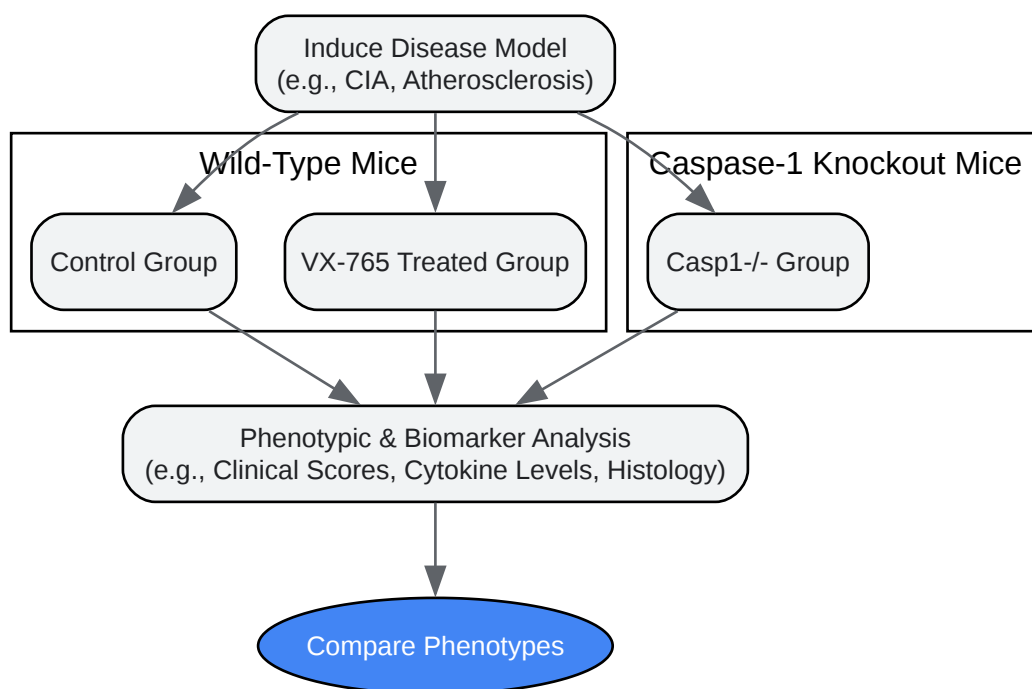 Induce Disease Model
(e.g., CIA, Atherosclerosis)
Wild-Type Mice
Caspase-1 Knockout Mice
Control Group
VX-765 Treated Group
Casp1-/- Group
Phenotypic & Biomarker Analysis
(e.g., Clinical Scores, Cytokine Levels, Histology)
Compare Phenotypes